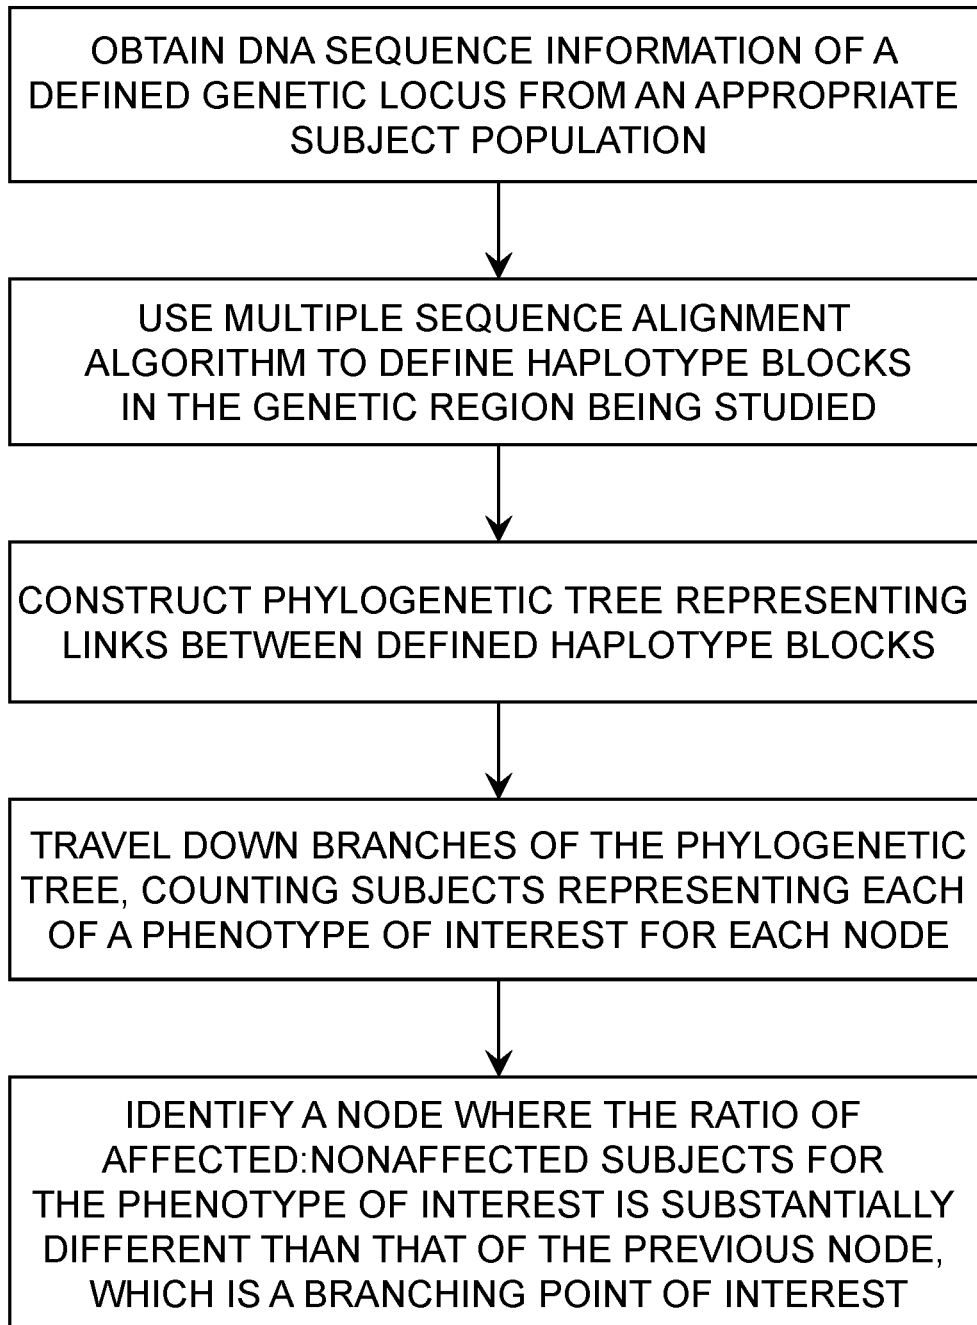 OBTAIN DNA SEQUENCE INFORMATION OF A
DEFINED GENETIC LOCUS FROM AN APPROPRIATE
SUBJECT POPULATION
USE MULTIPLE SEQUENCE ALIGNMENT
ALGORITHM TO DEFINE HAPLOTYPE BLOCKS
IN THE GENETIC REGION BEING STUDIED
CONSTRUCT PHYLOGENETIC TREE REPRESENTING
LINKS BETWEEN DEFINED HAPLOTYPE BLOCKS
TRAVEL DOWN BRANCHES OF THE PHYLOGENETIC
TREE, COUNTING SUBJECTS REPRESENTING EACH
OF A PHENOTYPE OF INTEREST FOR EACH NODE
IDENTIFY A NODE WHERE THE RATIO OF
AFFECTED:NONAFFECTED SUBJECTS FOR
THE PHENOTYPE OF INTEREST IS SUBSTANTIALLY
DIFFERENT THAN THAT OF THE PREVIOUS NODE,
WHICH IS A BRANCHING POINT OF INTEREST